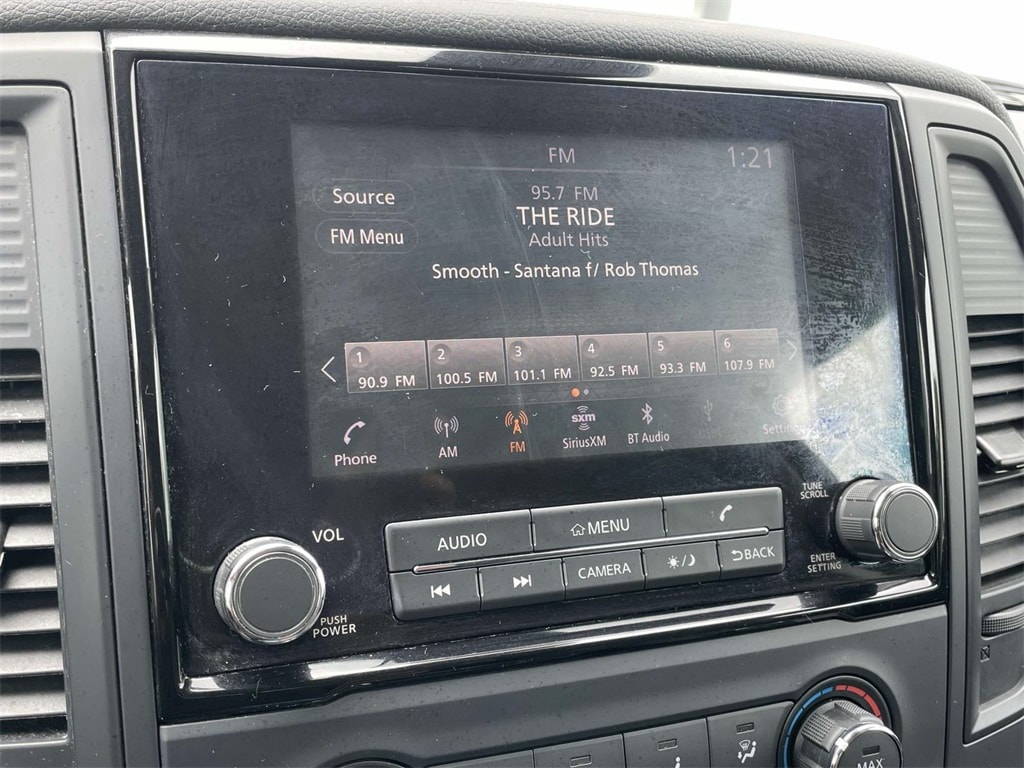 FM 1:21
Source
95.7 FM
THE RIDE
FM Menu
Adult Hits
Smooth - Santana f/ Rob Thomas
1 2 3 4 5 6
90.9 FM 100.5 FM 101.1 FM 92.5 FM 93.3 FM 107.9 FM
sxm
Phone AM FM SiriusXM BT Audio Settings
TUNE
SCROLL
VOL
AUDIO MENU
CAMERA BACK
ENTER
SETTING
PUSH
POWER
MAX